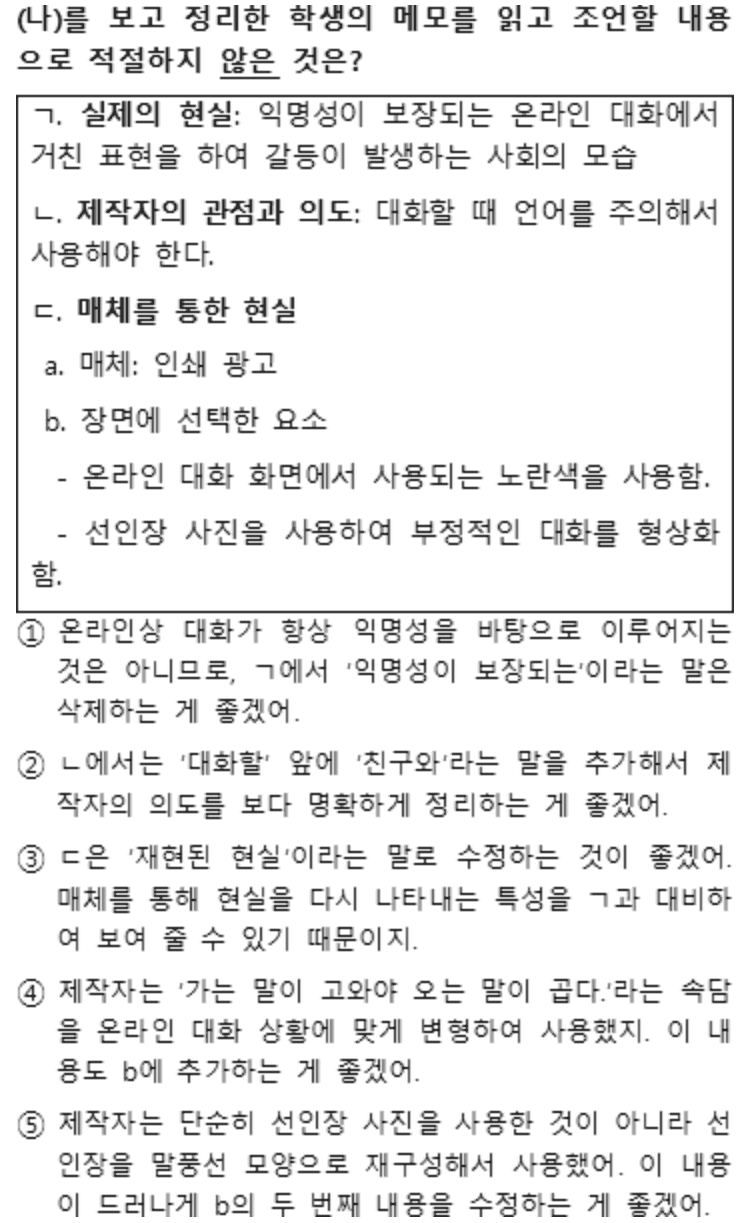 (나)를 보고 정리한 학생의 메모를 읽고 조언할 내용
으로 적절하지 않은 것은?
ㄱ. 실제의 현실: 익명성이 보장되는 온라인 대화에서
거친 표현을 하여 갈등이 발생하는 사회의 모습
ㄴ. 제작자의 관점과 의도: 대화할 때 언어를 주의해서
사용해야 한다.
ㄷ. 매체를 통한 현실
a. 매체: 인쇄 광고
b. 장면에 선택한 요소
- 온라인 대화 화면에서 사용되는 노란색을 사용함.
- 선인장 사진을 사용하여 부정적인 대화를 형상화
함.
① 온라인상 대화가 항상 익명성을 바탕으로 이루어지는
것은 아니므로, ㄱ에서 '익명성이 보장되는'이라는 말은
삭제하는 게 좋겠어.
② ㄴ에서는 '대화할' 앞에 '친구와'라는 말을 추가해서 제
작자의 의도를 보다 명확하게 정리하는 게 좋겠어.
③ ㄷ은 '재현된 현실'이라는 말로 수정하는 것이 좋겠어.
매체를 통해 현실을 다시 나타내는 특성을 ㄱ과 대비하
여 보여 줄 수 있기 때문이지.
④ 제작자는 '가는 말이 고와야 오는 말이 곱다.'라는 속담
을 온라인 대화 상황에 맞게 변형하여 사용했지. 이 내
용도 b에 추가하는 게 좋겠어.
⑤ 제작자는 단순히 선인장 사진을 사용한 것이 아니라 선
인장을 말풍선 모양으로 재구성해서 사용했어. 이 내용
이 드러나게 b의 두 번째 내용을 수정하는 게 좋겠어.